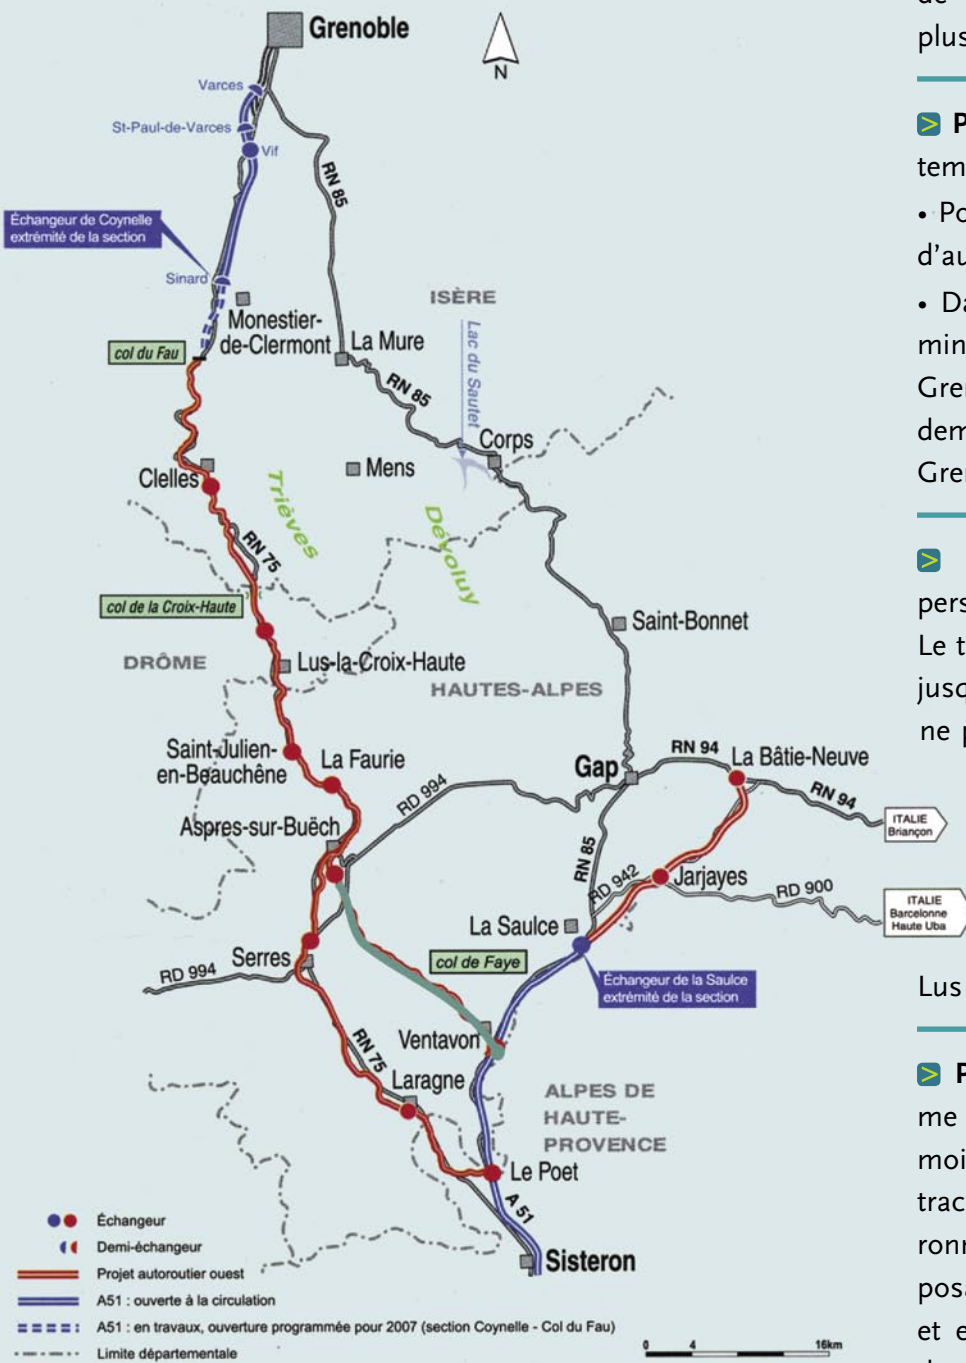 Grenoble
N
Varces
St-Paul-de-Varces
Vif
RN 85
Échangeur de Coynelle
extrémité de la section
Sinard
ISÈRE
Monestier-
de-Clermont
La Mure
col du Fau
Lac du Sautet
RN 85
Corps
Clelles
Mens
Trièves
Dévoluy
RN 75
col de la Croix-Haute
Saint-Bonnet
DRÔME
Lus-la-Croix-Haute
HAUTES-ALPES
Saint-Julien-
en-Beauchêne
La Faurie
Gap
RN 94
La Bâtie-Neuve
RD 994
RN 94
ITALIE
Briançon
Aspres-sur-Buëch
RN 85
RD 942
Jarjayes
RD 900
ITALIE
Barcelonne
Haute Uba
La Saulce
Serres
col de Faye
RD 994
Échangeur de la Saulce
extrémité de la section
Ventavon
RN 75
Laragne
ALPES DE
HAUTE-
PROVENCE
Le Poet
A 51
Sisteron
Échangeur
Demi-échangeur
Projet autoroutier ouest
A51 : ouverte à la circulation
A51 : en travaux, ouverture programmée pour 2007 (section Coynelle - Col du Fau)
Limite départementale
0 4 16km
de
plus
> P
tem
• Po
d'au
• Da
min
Gre
dem
Gre
>
pers
Le t
jusq
ne p
Lus
> P
me
moi
trac
ronn
posa
et e